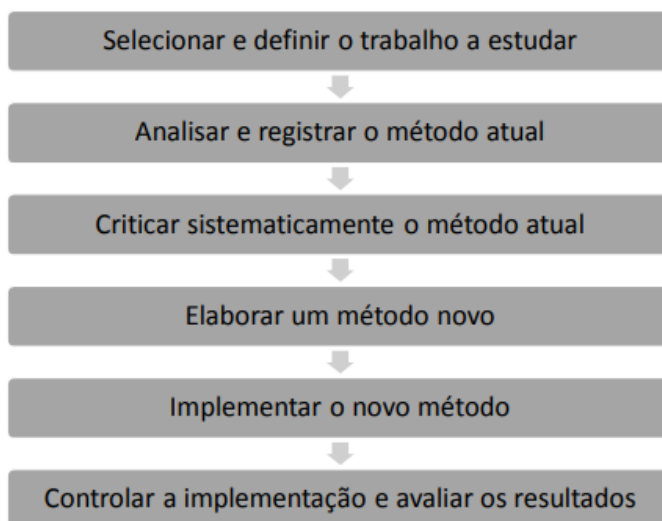 Selecionar e definir o trabalho a estudar
Analisar e registrar o método atual
Criticar sistematicamente o método atual
Elaborar um método novo
Implementar o novo método
Controlar a implementação e avaliar os resultados